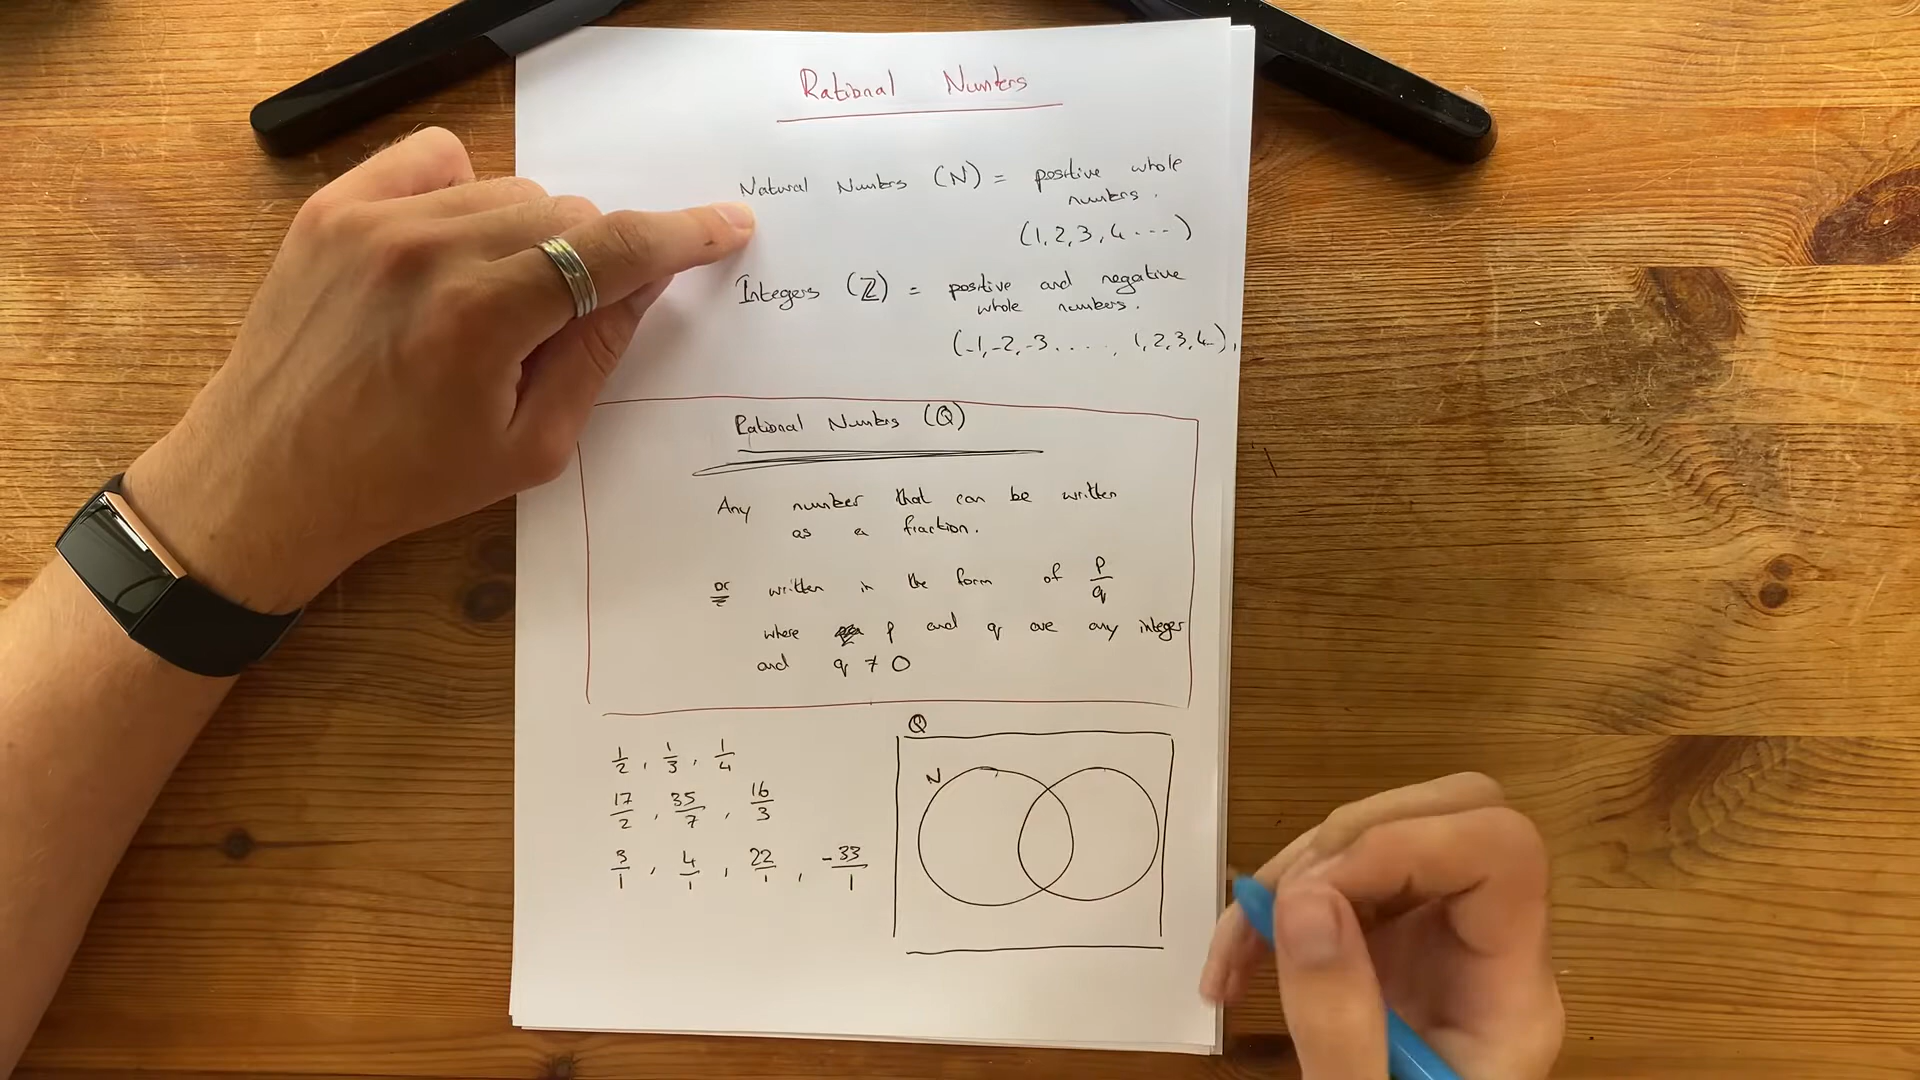 Rational Numbers
Natural Numbers (N) = positive whole
numbers.
(1, 2, 3, 4 ....)
Integers (ℤ) = positive and negative
whole numbers.
(-1, -2, -3 . . . . , 1, 2, 3, 4..),
Rational Numbers (ℚ)
Any number that can be written
as a fraction.
or written in the form of p/q
where p and q are any integer
and q ≠ 0
1/2, 1/3, 1/4
17/2, 35/7, 16/3
3/1, 4/1, 22/1, -33/1
ℚ
N